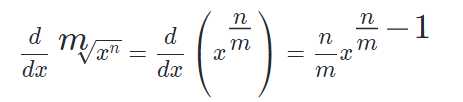 d/dx ᵐ√xⁿ = d/dx (x^(n/m)) = n/m x^(n/m − 1)